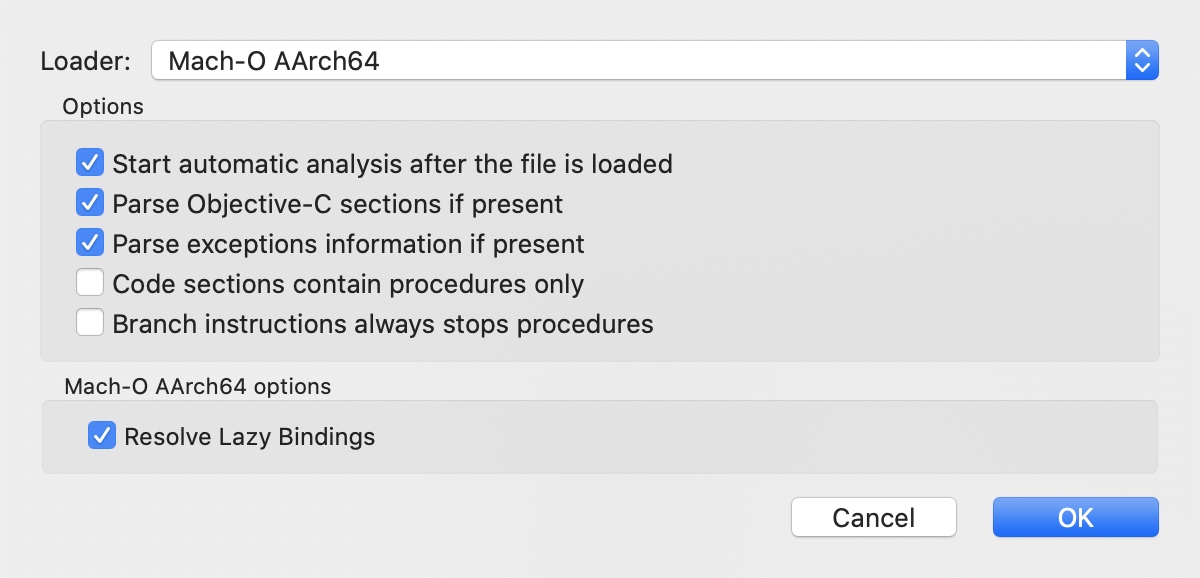 Loader: Mach-O AArch64
Options
Start automatic analysis after the file is loaded
Parse Objective-C sections if present
Parse exceptions information if present
Code sections contain procedures only
Branch instructions always stops procedures
Mach-O AArch64 options
Resolve Lazy Bindings
Cancel OK